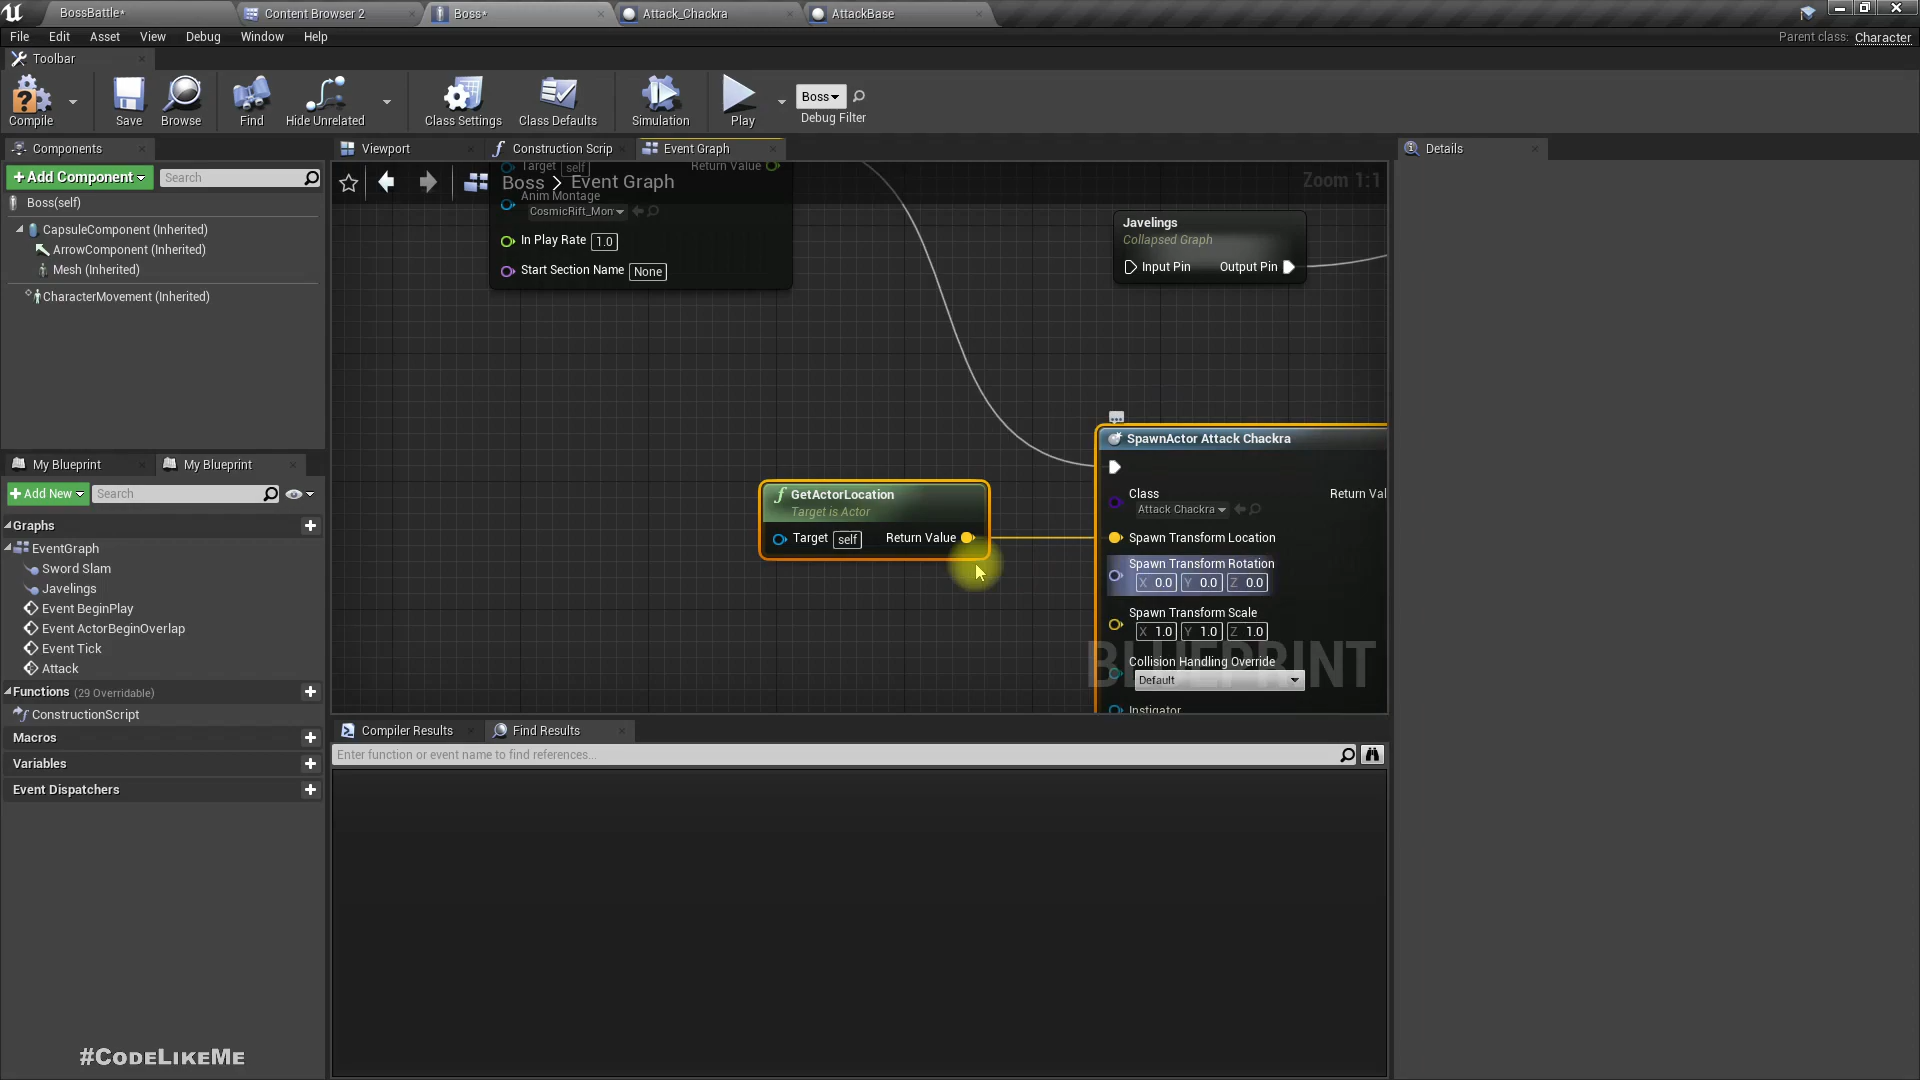 BossBattle*
Content Browser 2
Boss*
Attack_Chackra
AttackBase
File Edit Asset View Debug Window Help
Parent class: Character
Toolbar
Compile
Save
Browse
Find
Hide Unrelated
Class Settings
Class Defaults
Simulation
Play
Boss
Debug Filter
Components
Add Component
Search
Boss(self)
CapsuleComponent (Inherited)
ArrowComponent (Inherited)
Mesh (Inherited)
CharacterMovement (Inherited)
My Blueprint
My Blueprint
Add New
Search
Graphs
EventGraph
Sword Slam
Javelings
Event BeginPlay
Event ActorBeginOverlap
Event Tick
Attack
Functions (29 Overridable)
ConstructionScript
Macros
Variables
Event Dispatchers
#CodeLikeMe
Viewport
Construction Scrip
Event Graph
Boss > Event Graph
Zoom 1:1
Target self
Return Value
Anim Montage
CosmicRift_Mon
In Play Rate 1.0
Start Section Name None
Javelings
Collapsed Graph
Input Pin Output Pin
GetActorLocation
Target is Actor
Target self Return Value
SpawnActor Attack Chackra
Class
Return Val
Attack Chackra
Spawn Transform Location
Spawn Transform Rotation
X 0.0 Y 0.0 Z 0.0
Spawn Transform Scale
X 1.0 Y 1.0 Z 1.0
Collision Handling Override
Default
Instigator
BLUEPRINT
Compiler Results
Find Results
Enter function or event name to find references...
Details